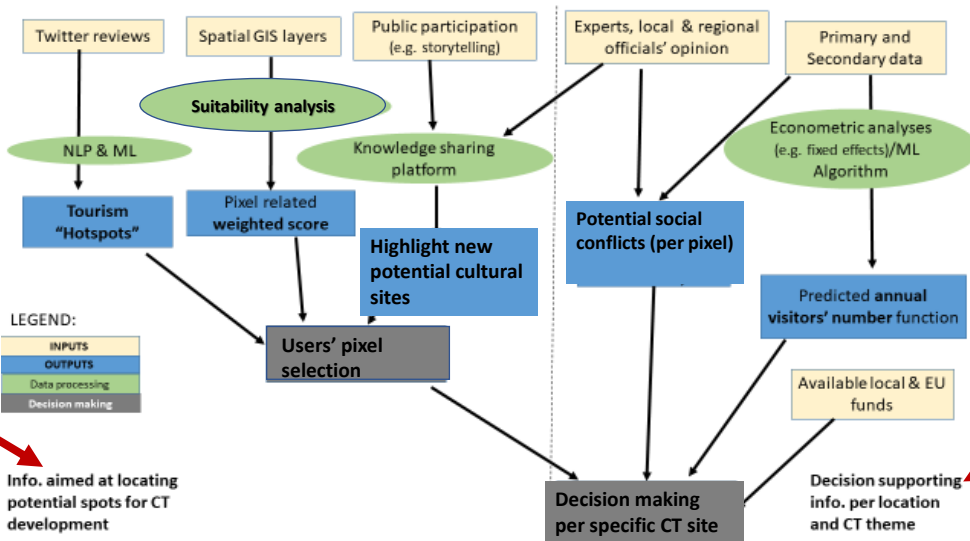 Twitter reviews
Spatial GIS layers
Public participation
(e.g. storytelling)
Experts, local & regional
officials' opinion
Primary and
Secondary data
Suitability analysis
NLP & ML
Knowledge sharing
platform
Econometric analyses
(e.g. fixed effects)/ML
Algorithm
Tourism
"Hotspots"
Pixel related
weighted score
Highlight new
potential cultural
sites
Potential social
conflicts (per pixel)
Predicted annual
visitors' number function
LEGEND:
INPUTS
OUTPUTS
Data processing
Decision making
Users' pixel
selection
Available local & EU
funds
Info. aimed at locating
potential spots for CT
development
Decision making
per specific CT site
Decision supporting
info. per location
and CT theme